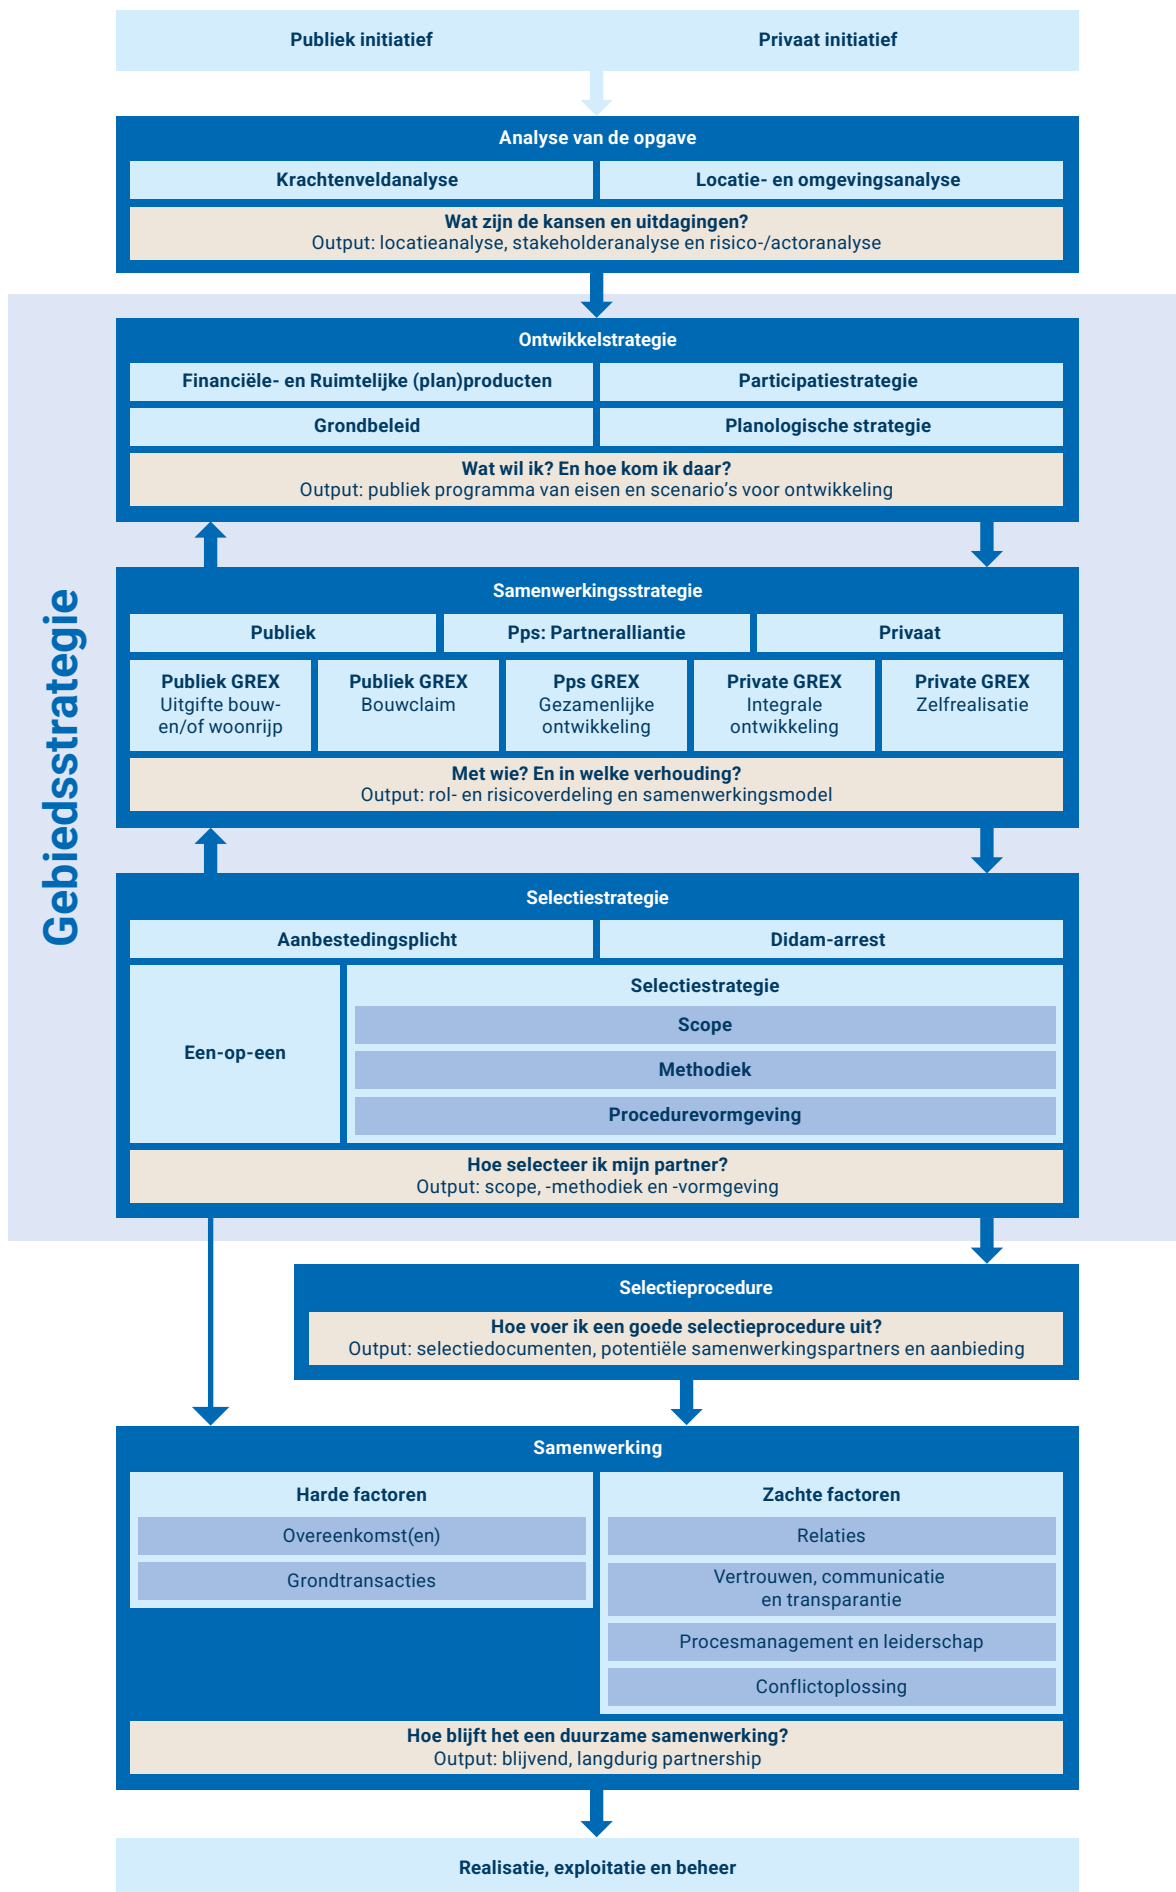 Publiek initiatief
Privaat initiatief
Analyse van de opgave
Krachtenveldanalyse
Locatie- en omgevingsanalyse
Wat zijn de kansen en uitdagingen?
Output: locatieanalyse, stakeholderanalyse en risico-/actoranalyse
Gebiedsstrategie
Ontwikkelstrategie
Financiële- en Ruimtelijke (plan)producten
Participatiestrategie
Grondbeleid
Planologische strategie
Wat wil ik? En hoe kom ik daar?
Output: publiek programma van eisen en scenario's voor ontwikkeling
Samenwerkingsstrategie
Publiek
Pps: Partneralliantie
Privaat
Publiek GREX
Uitgifte bouw-
en/of woonrijp
Publiek GREX
Bouwclaim
Pps GREX
Gezamenlijke
ontwikkeling
Private GREX
Integrale
ontwikkeling
Private GREX
Zelfrealisatie
Met wie? En in welke verhouding?
Output: rol- en risicoverdeling en samenwerkingsmodel
Selectiestrategie
Aanbestedingsplicht
Didam-arrest
Een-op-een
Selectiestrategie
Scope
Methodiek
Procedurevormgeving
Hoe selecteer ik mijn partner?
Output: scope, -methodiek en -vormgeving
Selectieprocedure
Hoe voer ik een goede selectieprocedure uit?
Output: selectiedocumenten, potentiële samenwerkingspartners en aanbieding
Samenwerking
Harde factoren
Overeenkomst(en)
Grondtransacties
Zachte factoren
Relaties
Vertrouwen, communicatie
en transparantie
Procesmanagement en leiderschap
Conflictoplossing
Hoe blijft het een duurzame samenwerking?
Output: blijvend, langdurig partnership
Realisatie, exploitatie en beheer